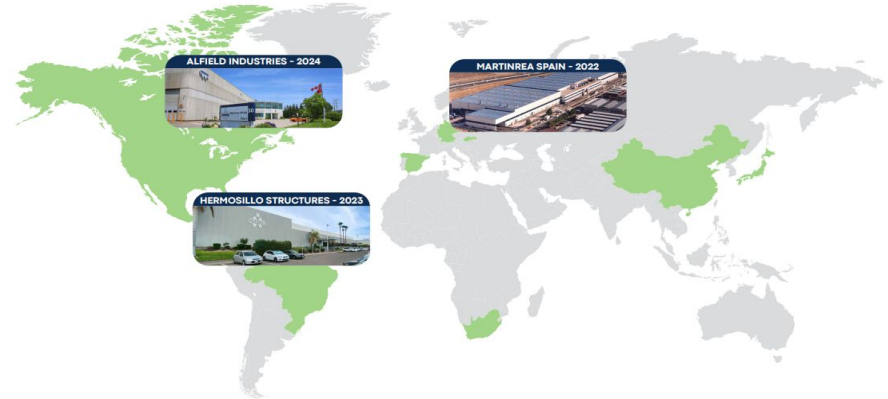 ALFIELD INDUSTRIES - 2024
MARTINREA SPAIN - 2022
HERMOSILLO STRUCTURES - 2023